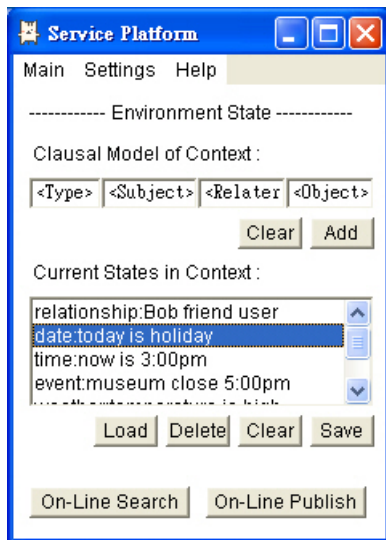 Service Platform
Main Settings Help
------------ Environment State ------------
Clausal Model of Context :
<Type> <Subject> <Relater <Object>
Clear Add
Current States in Context :
relationship:Bob friend user
date:today is holiday
time:now is 3:00pm
event:museum close 5:00pm
Load Delete Clear Save
On-Line Search On-Line Publish